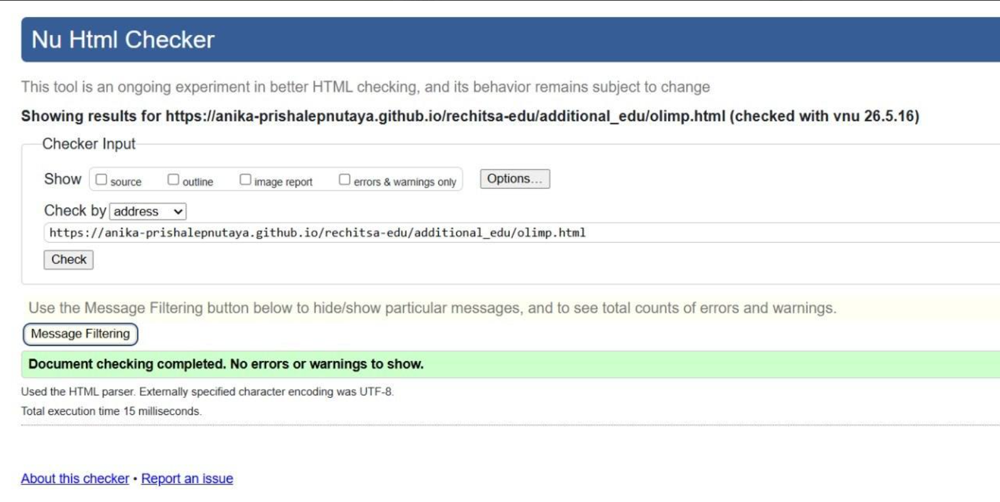 Nu Html Checker
This tool is an ongoing experiment in better HTML checking, and its behavior remains subject to change
Showing results for https://anika-prishalepnutaya.github.io/rechitsa-edu/additional_edu/olimp.html (checked with vnu 26.5.16)
Checker Input
Show source outline image report errors & warnings only Options...
Check by address
https://anika-prishalepnutaya.github.io/rechitsa-edu/additional_edu/olimp.html
Check
Use the Message Filtering button below to hide/show particular messages, and to see total counts of errors and warnings.
Message Filtering
Document checking completed. No errors or warnings to show.
Used the HTML parser. Externally specified character encoding was UTF-8.
Total execution time 15 milliseconds.
About this checker • Report an issue